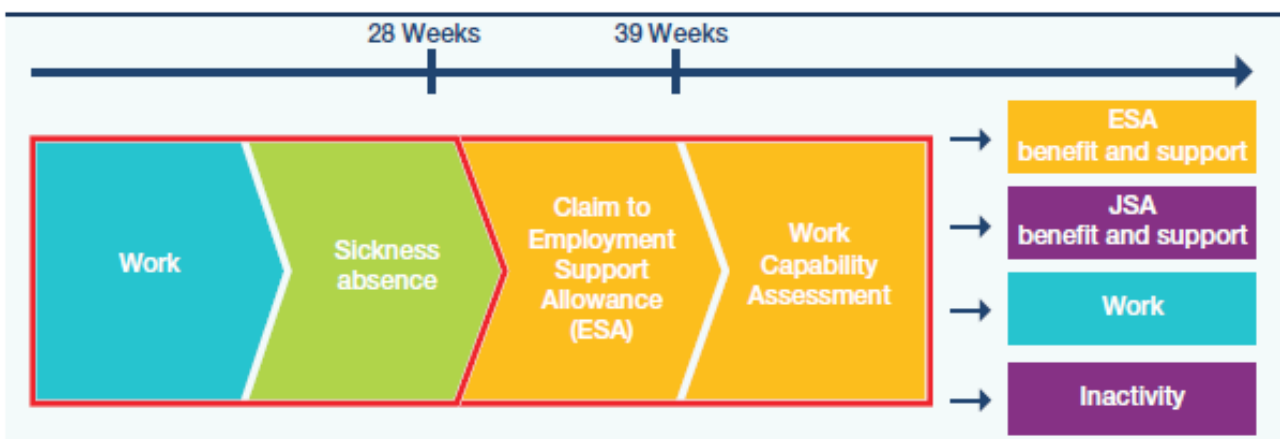 28 Weeks
39 Weeks
Work
Sickness
absence
Claim to
Employment
Support
Allowance
(ESA)
Work
Capability
Assessment
ESA
benefit and support
JSA
benefit and support
Work
Inactivity